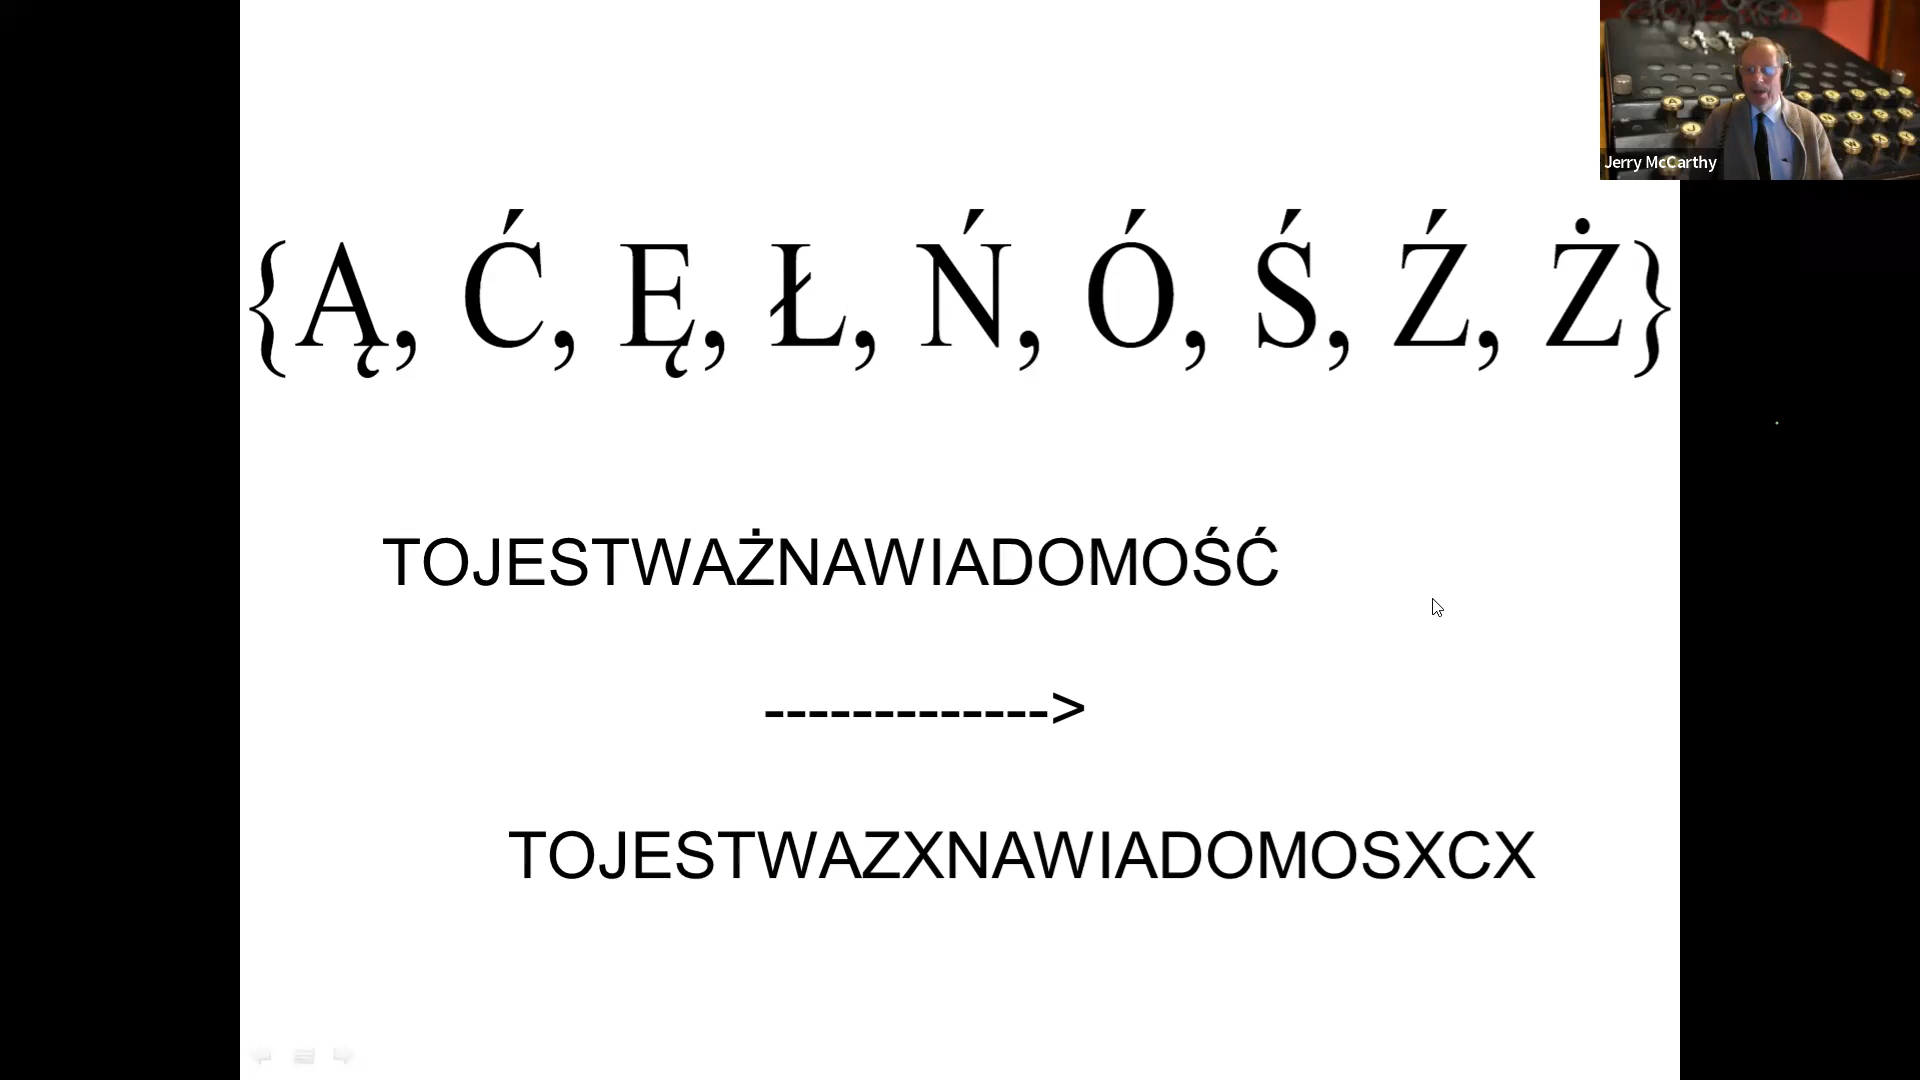 Jerry McCarthy
{Ą, Ć, Ę, Ł, Ń, Ó, Ś, Ź, Ż}
TOJESTWAŻNAWIADOMOŚĆ
------------->
TOJESTWAZXNAWIADOMOSXCX